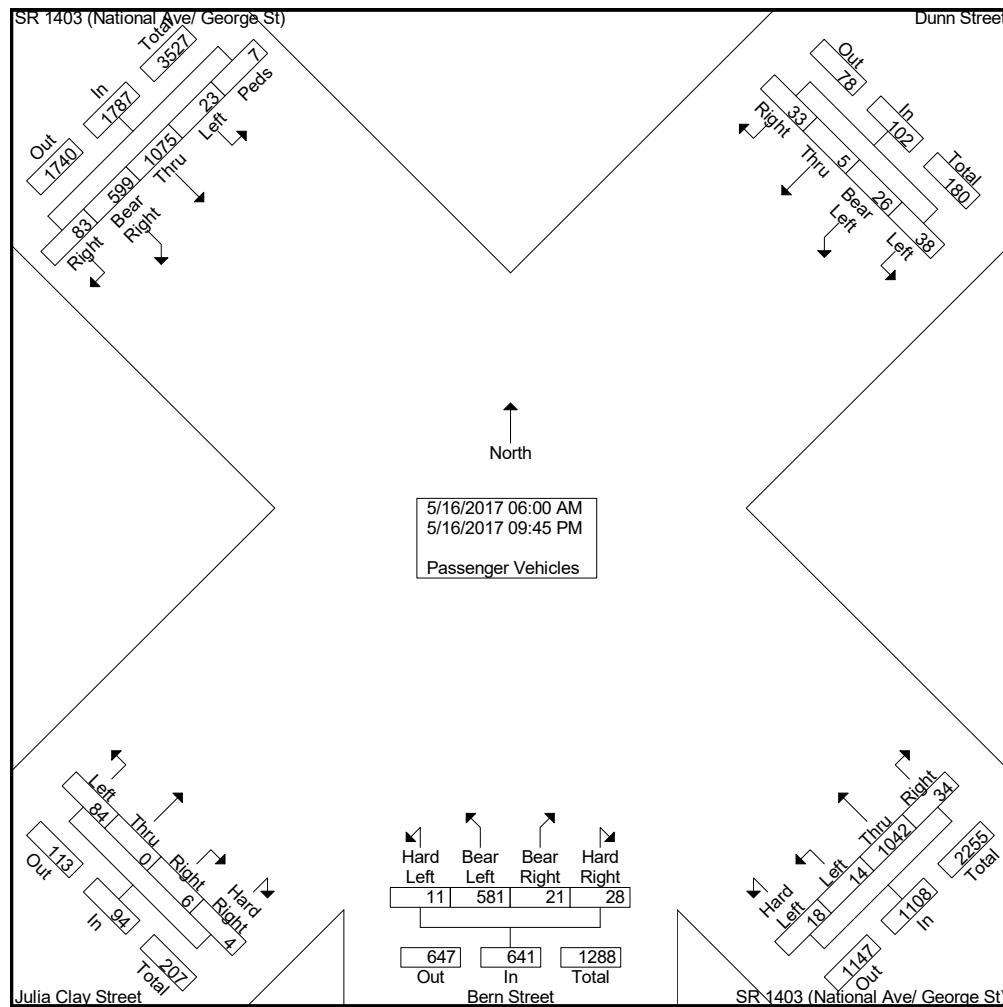 SR 1403 (National Ave/ George St)
Out
In
Total
1740
1787
3527
83
599
1075
23
7
Right
Bear
Right
Thru
Left
Peds
Dunn Street
Out
In
Total
78
102
180
33
5
26
38
Right
Thru
Bear
Left
Left
North
5/16/2017 06:00 AM
5/16/2017 09:45 PM
Passenger Vehicles
Left
Thru
Right
Hard
Right
84
0
6
4
113
94
207
Out
In
Total
Julia Clay Street
Hard
Left
Bear
Left
Bear
Right
Hard
Right
11
581
21
28
647
641
1288
Out
In
Total
Bern Street
Hard
Left
Left
Thru
Right
18
14
1042
34
1147
1108
2255
Out
In
Total
SR 1403 (National Ave/ George St)